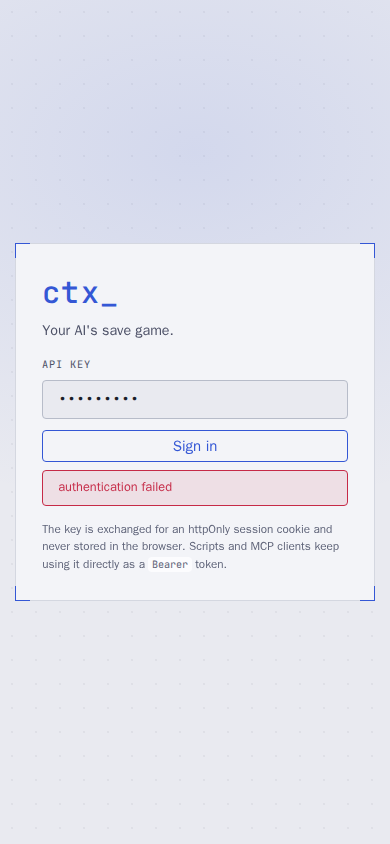 ctx_
Your AI's save game.
API KEY
•••••••••
Sign in
authentication failed
The key is exchanged for an httpOnly session cookie and
never stored in the browser. Scripts and MCP clients keep
using it directly as a Bearer token.